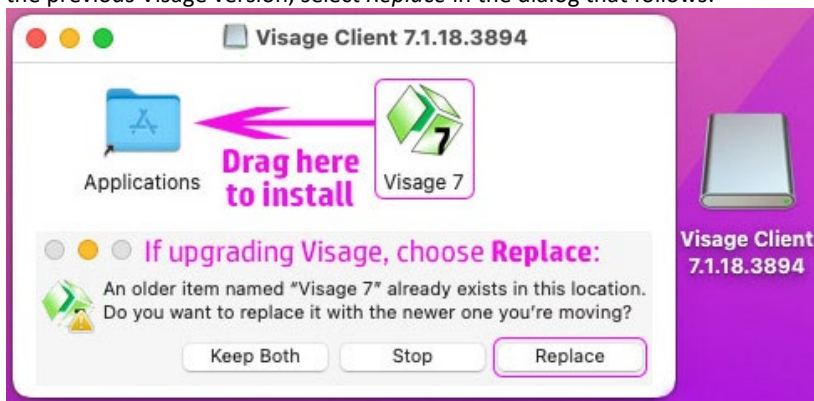 the previous Visage version, select Replace in the dialog that follows.
Visage Client 7.1.18.3894
7
Drag here
to install
Applications
Visage 7
If upgrading Visage, choose Replace:
An older item named "Visage 7" already exists in this location.
Do you want to replace it with the newer one you're moving?
Keep Both Stop Replace
Visage Client
7.1.18.3894